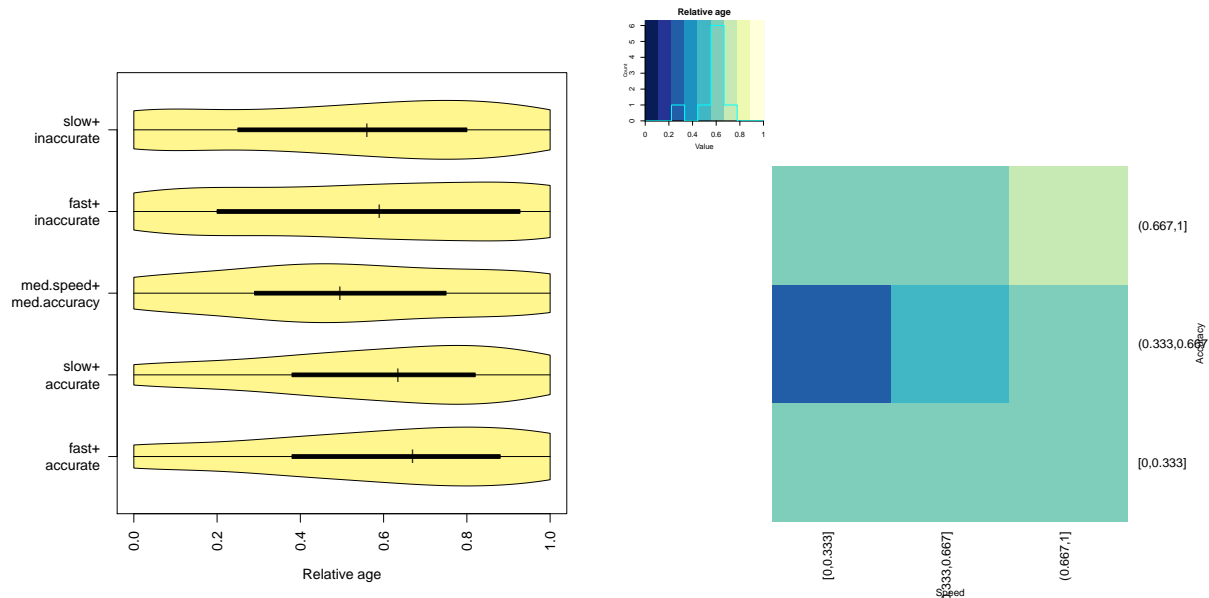 slow+
inaccurate
fast+
inaccurate
med.speed+
med.accuracy
slow+
accurate
fast+
accurate
0.0
0.2
0.4
0.6
0.8
1.0
Relative age
Relative age
0
1
2
3
4
5
6
Count
0
0.2
0.4
0.6
0.8
1
Value
(0.667,1]
(0.333,0.667
[0,0.333]
Accuracy
[0,0.333]
0.333,0.667]
(0.667,1]
Speed